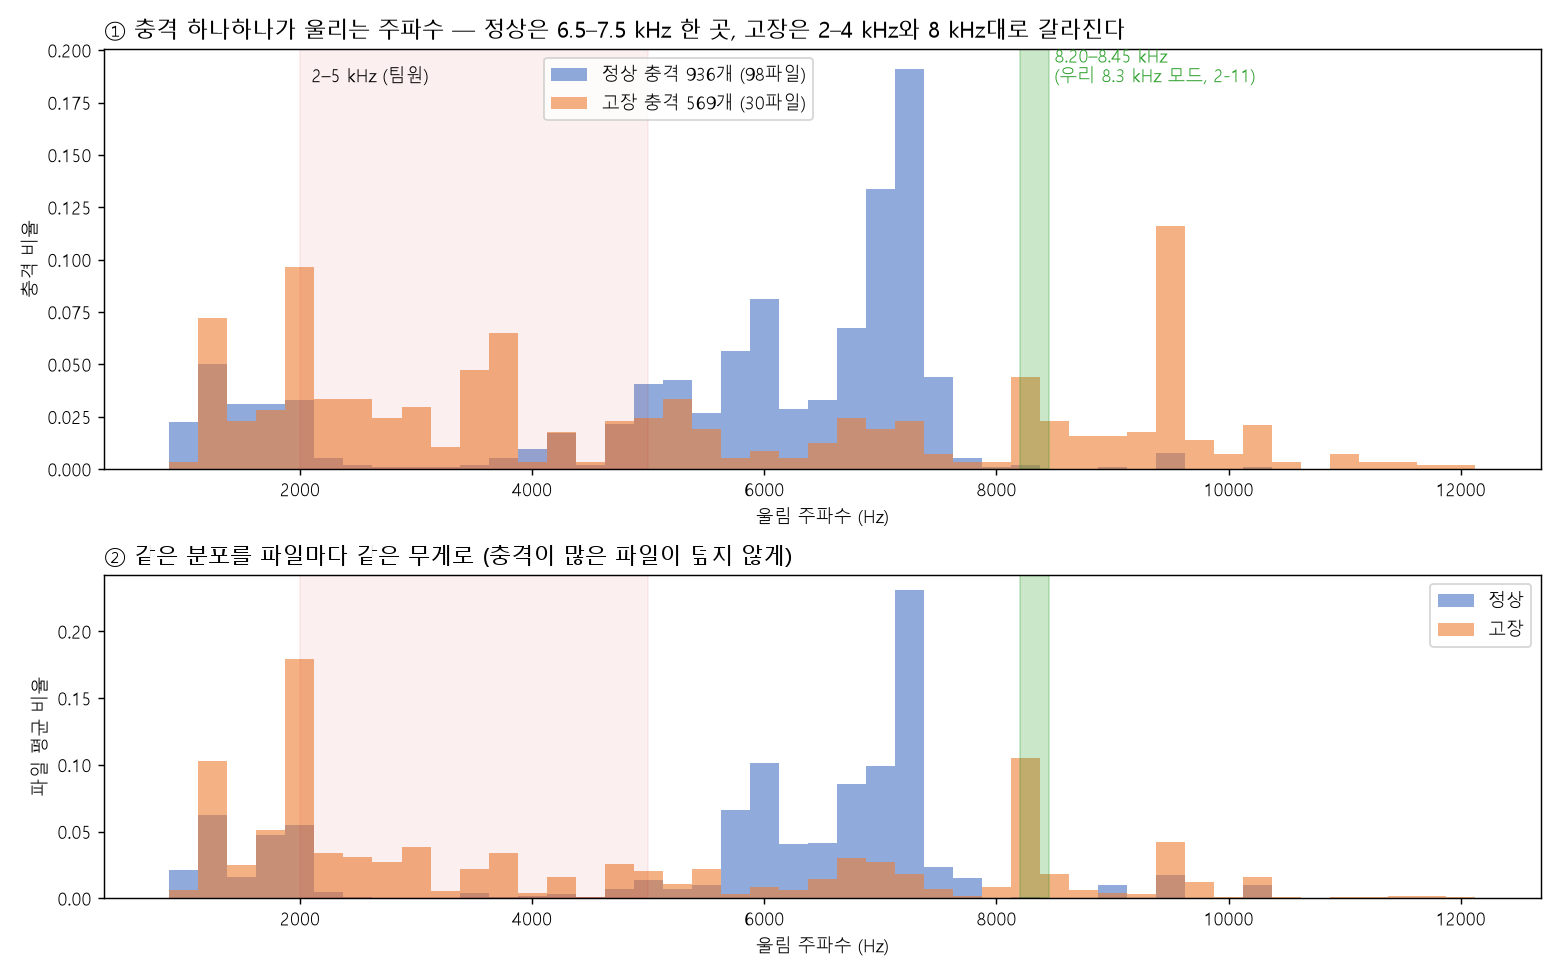 ① 충격 하나하나가 울리는 주파수 — 정상은 6.5–7.5 kHz 한 곳, 고장은 2–4 kHz와 8 kHz대로 갈라진다
2–5 kHz (팀원)
정상 충격 936개 (98파일)
고장 충격 569개 (30파일)
8.20–8.45 kHz
(우리 8.3 kHz 모드, 2-11)
충격 비율
0.200
0.175
0.150
0.125
0.100
0.075
0.050
0.025
0.000
2000 4000 6000 8000 10000 12000
울림 주파수 (Hz)
② 같은 분포를 파일마다 같은 무게로 (충격이 많은 파일이 덮지 않게)
정상
고장
파일 평균 비율
0.20
0.15
0.10
0.05
0.00
2000 4000 6000 8000 10000 12000
울림 주파수 (Hz)